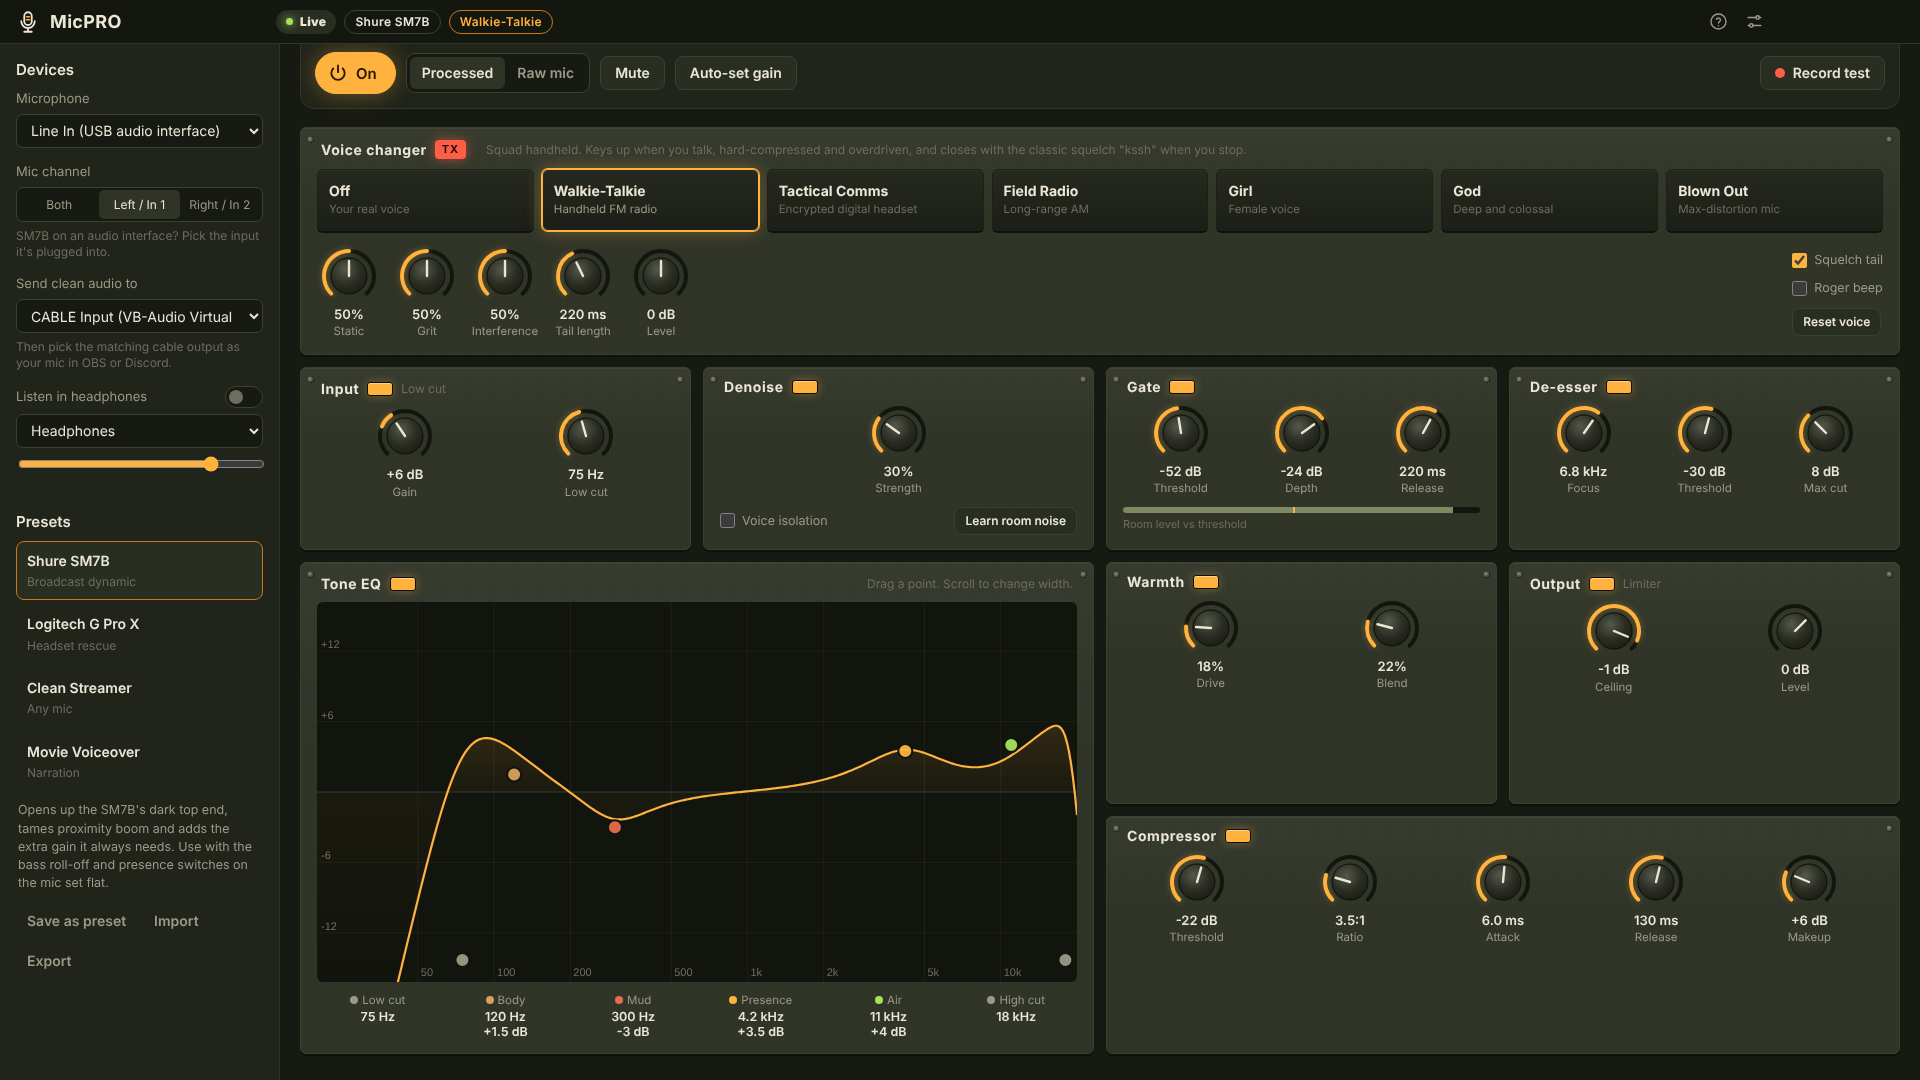 MicPRO
Live
Shure SM7B
Walkie-Talkie
Devices
Microphone
Line In (USB audio interface)
Mic channel
Both
Left / In 1
Right / In 2
SM7B on an audio interface? Pick the input
it's plugged into.
Send clean audio to
CABLE Input (VB-Audio Virtual
Then pick the matching cable output as
your mic in OBS or Discord.
Listen in headphones
Headphones
Presets
Shure SM7B
Broadcast dynamic
Logitech G Pro X
Headset rescue
Clean Streamer
Any mic
Movie Voiceover
Narration
Opens up the SM7B's dark top end,
tames proximity boom and adds the
extra gain it always needs. Use with the
bass roll-off and presence switches on
the mic set flat.
Save as preset
Import
Export
On
Processed
Raw mic
Mute
Auto-set gain
Record test
Voice changer
TX
Squad handheld. Keys up when you talk, hard-compressed and overdriven, and closes with the classic squelch "kssh" when you stop.
Off
Your real voice
Walkie-Talkie
Handheld FM radio
Tactical Comms
Encrypted digital headset
Field Radio
Long-range AM
Girl
Female voice
God
Deep and colossal
Blown Out
Max-distortion mic
50%
Static
50%
Grit
50%
Interference
220 ms
Tail length
0 dB
Level
Squelch tail
Roger beep
Reset voice
Input
Low cut
+6 dB
Gain
75 Hz
Low cut
Denoise
30%
Strength
Voice isolation
Learn room noise
Gate
-52 dB
Threshold
-24 dB
Depth
220 ms
Release
Room level vs threshold
De-esser
6.8 kHz
Focus
-30 dB
Threshold
8 dB
Max cut
Tone EQ
Drag a point. Scroll to change width.
+12
+6
-6
-12
50
100
200
500
1k
2k
5k
10k
Low cut
75 Hz
Body
120 Hz
+1.5 dB
Mud
300 Hz
-3 dB
Presence
4.2 kHz
+3.5 dB
Air
11 kHz
+4 dB
High cut
18 kHz
Warmth
18%
Drive
22%
Blend
Output
Limiter
-1 dB
Ceiling
0 dB
Level
Compressor
-22 dB
Threshold
3.5:1
Ratio
6.0 ms
Attack
130 ms
Release
+6 dB
Makeup